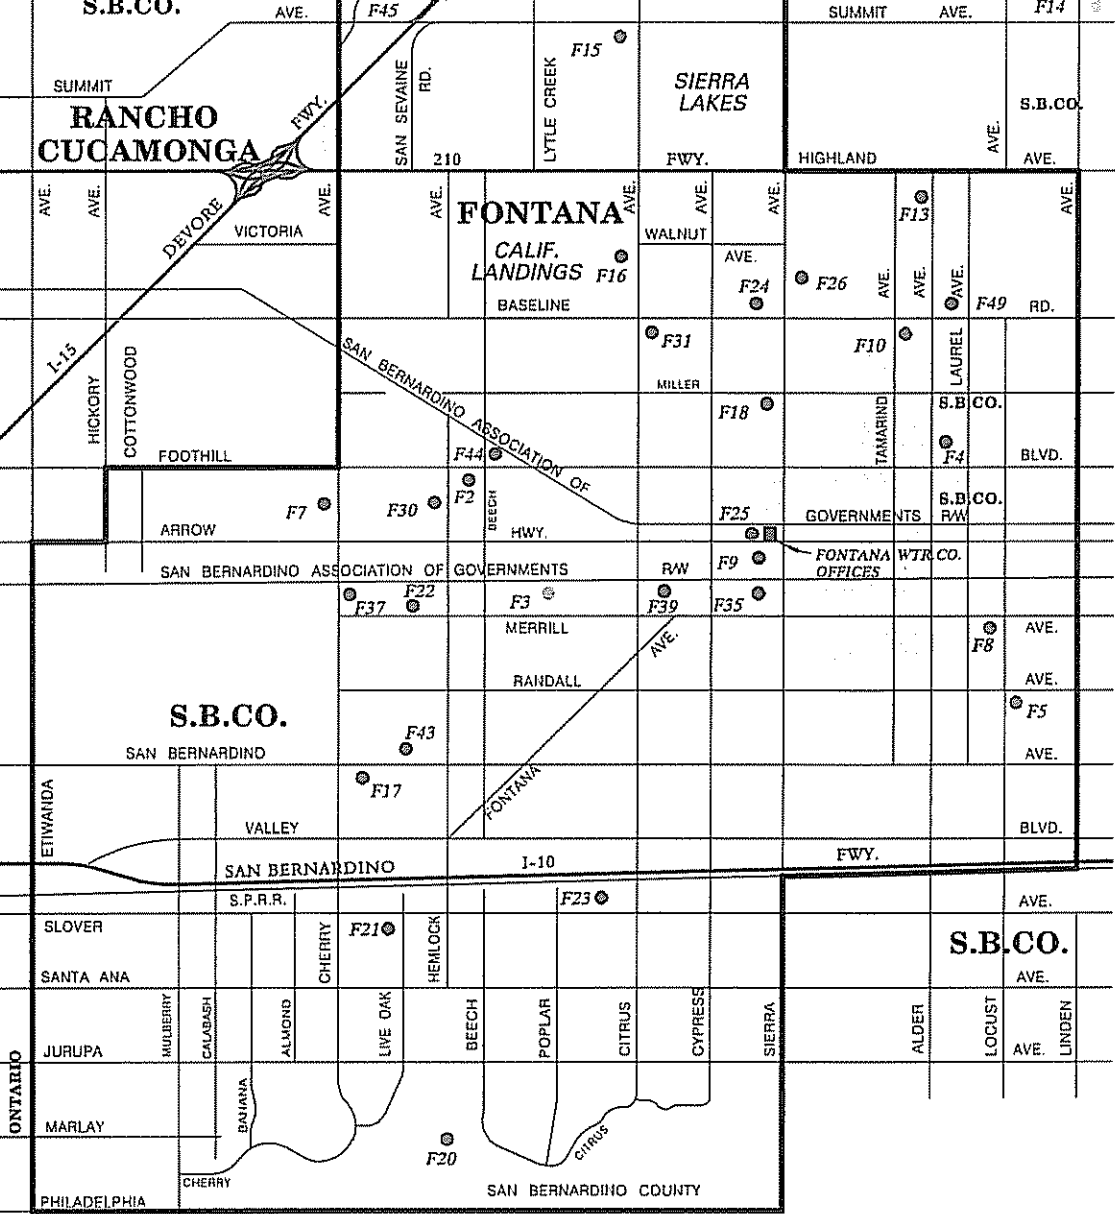 S.B.CO.
AVE.
F45
SUMMIT
AVE.
F14
F15
SIERRA
LAKES
SAN SEVAINE
RD.
LYTLE CREEK
SUMMIT
S.B.CO.
RANCHO
CUCAMONGA
FWY.
AVE.
210
FWY.
HIGHLAND
AVE.
AVE.
AVE.
AVE.
AVE.
AVE.
AVE.
AVE.
AVE.
F13
FONTANA
DEVORE
VICTORIA
WALNUT
AVE.
CALIF.
LANDINGS
F16
F24
F26
AVE.
AVE.
AVE.
F49
BASELINE
RD.
I-15
F31
F10
LAUREL
SAN BERNARDINO ASSOCIATION OF
MILLER
HICKORY
COTTONWOOD
F18
TAMARIND
S.B.CO.
F4
FOOTHILL
F44
BLVD.
F2
BEECH
F7
F30
S.B.CO.
F25
GOVERNMENTS R/W
ARROW
HWY.
FONTANA WTR.CO.
OFFICES
F9
SAN BERNARDINO ASSOCIATION OF GOVERNMENTS R/W
F37
F22
F3
F39
F35
MERRILL
AVE.
AVE.
F8
RANDALL
AVE.
F5
S.B.CO.
F43
SAN BERNARDINO
AVE.
F17
FONTANA
ETIWANDA
VALLEY
BLVD.
SAN BERNARDINO
I-10
FWY.
S.P.R.R.
F23
AVE.
SLOVER
CHERRY
F21
HEMLOCK
S.B.CO.
SANTA ANA
AVE.
MULBERRY
CALABASH
ALMOND
LIVE OAK
BEECH
POPLAR
CITRUS
CYPRESS
SIERRA
ALDER
LOCUST
LINDEN
JURUPA
AVE.
ONTARIO
BANANA
MARLAY
CITRUS
F20
CHERRY
SAN BERNARDINO COUNTY
PHILADELPHIA